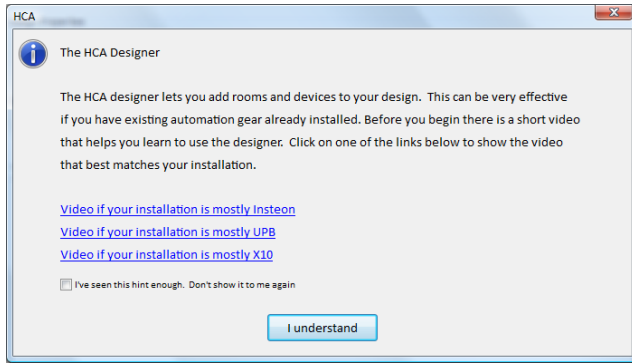 HCA
The HCA Designer
The HCA designer lets you add rooms and devices to your design. This can be very effective
if you have existing automation gear already installed. Before you begin there is a short video
that helps you learn to use the designer. Click on one of the links below to show the video
that best matches your installation.
Video if your installation is mostly Insteon
Video if your installation is mostly UPB
Video if your installation is mostly X10
I've seen this hint enough. Don't show it to me again
I understand